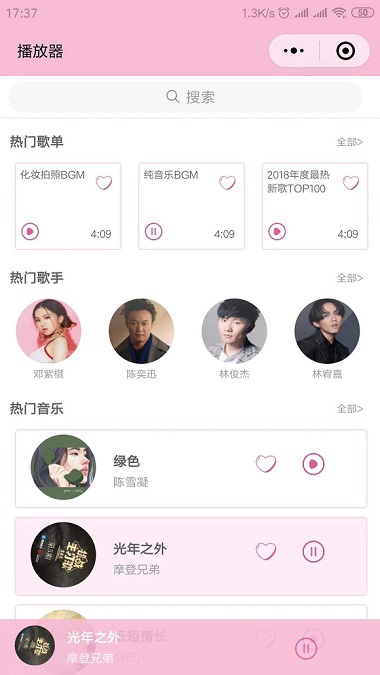 17:37
1.3K/s
50
播放器
搜索
热门歌单
全部>
化妆拍照BGM
4:09
纯音乐BGM
4:09
2018年度最热
新歌TOP100
4:09
热门歌手
全部>
邓紫棋
陈奕迅
林俊杰
林宥嘉
热门音乐
全部>
绿色
陈雪凝
光年之外
摩登兄弟
短情长
光年之外
摩登兄弟